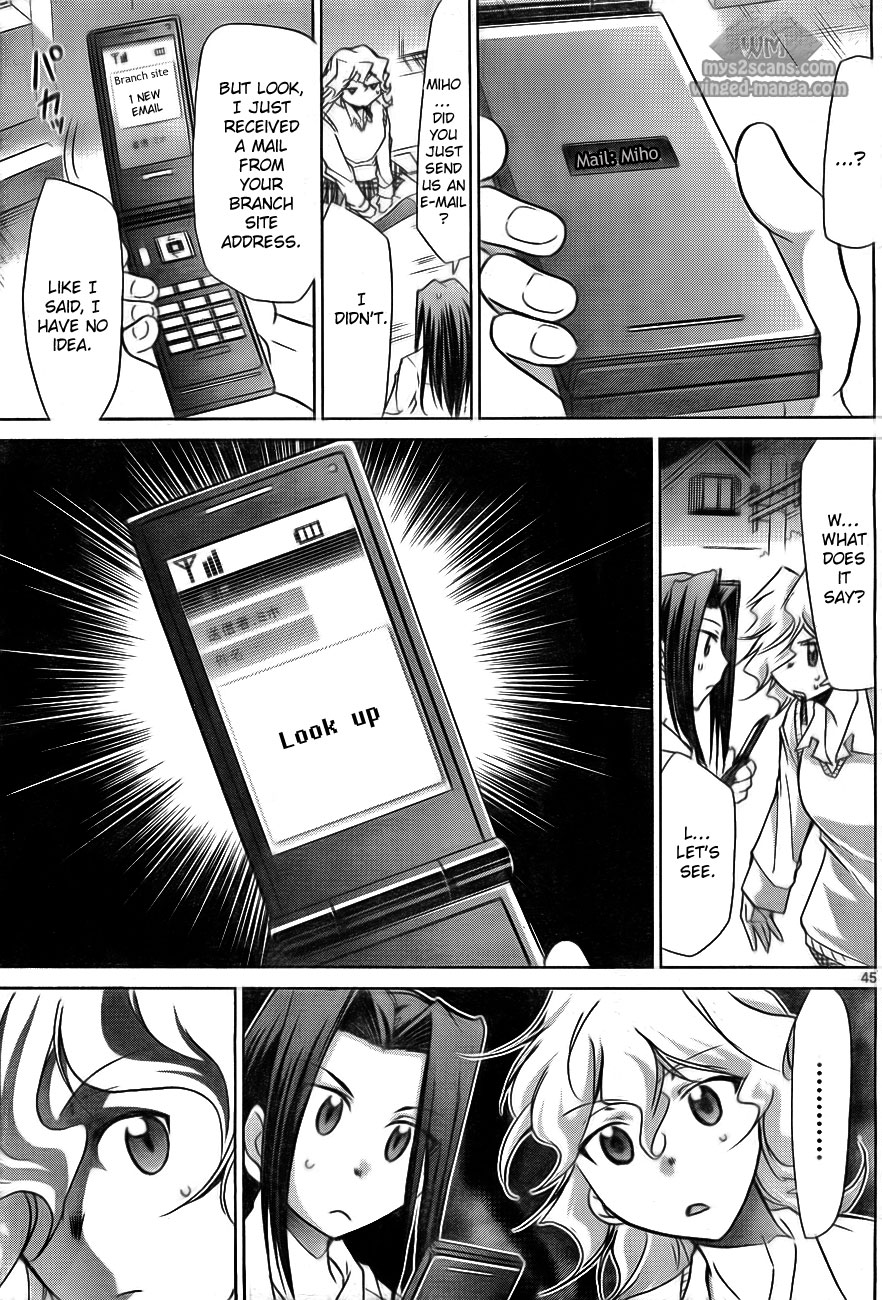 WM
mys2scans.com
winged-manga.com
...?
Mail: Miho
MIHO
...
DID
YOU
JUST
SEND
US AN
E-MAIL
?
I
DIDN'T.
BUT LOOK,
I JUST
RECEIVED
A MAIL
FROM
YOUR
BRANCH
SITE
ADDRESS.
パカッ
Branch site
1 NEW
EMAIL
LIKE I
SAID, I
HAVE NO
IDEA.
W...
WHAT
DOES
IT
SAY?
L...
LET'S
SEE.
件名
Look up
45
.........